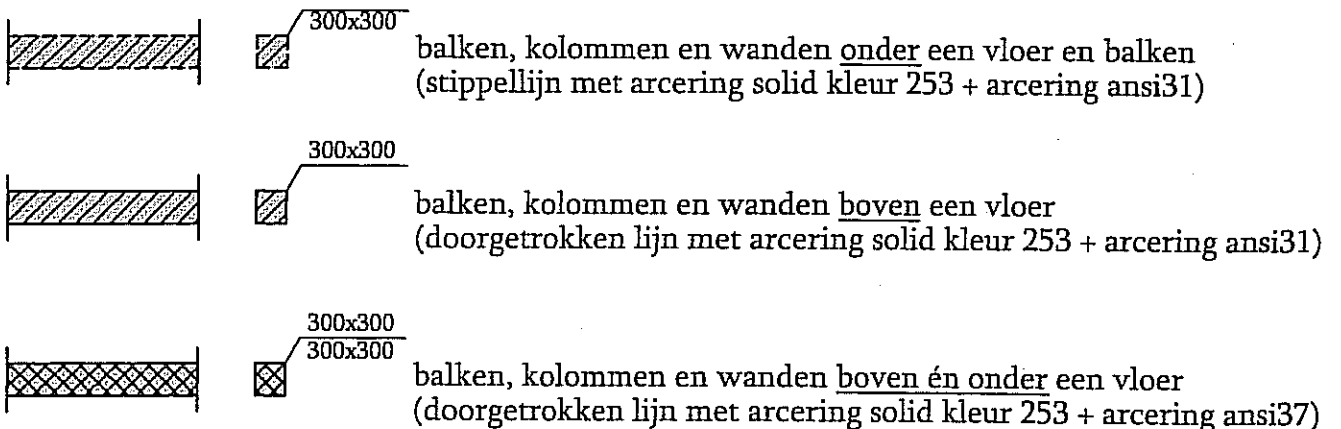 300x300
balken, kolommen en wanden onder een vloer en balken
(stippellijn met arcering solid kleur 253 + arcering ansi31)
300x300
balken, kolommen en wanden boven een vloer
(doorgetrokken lijn met arcering solid kleur 253 + arcering ansi31)
300x300
300x300
balken, kolommen en wanden boven én onder een vloer
(doorgetrokken lijn met arcering solid kleur 253 + arcering ansi37)